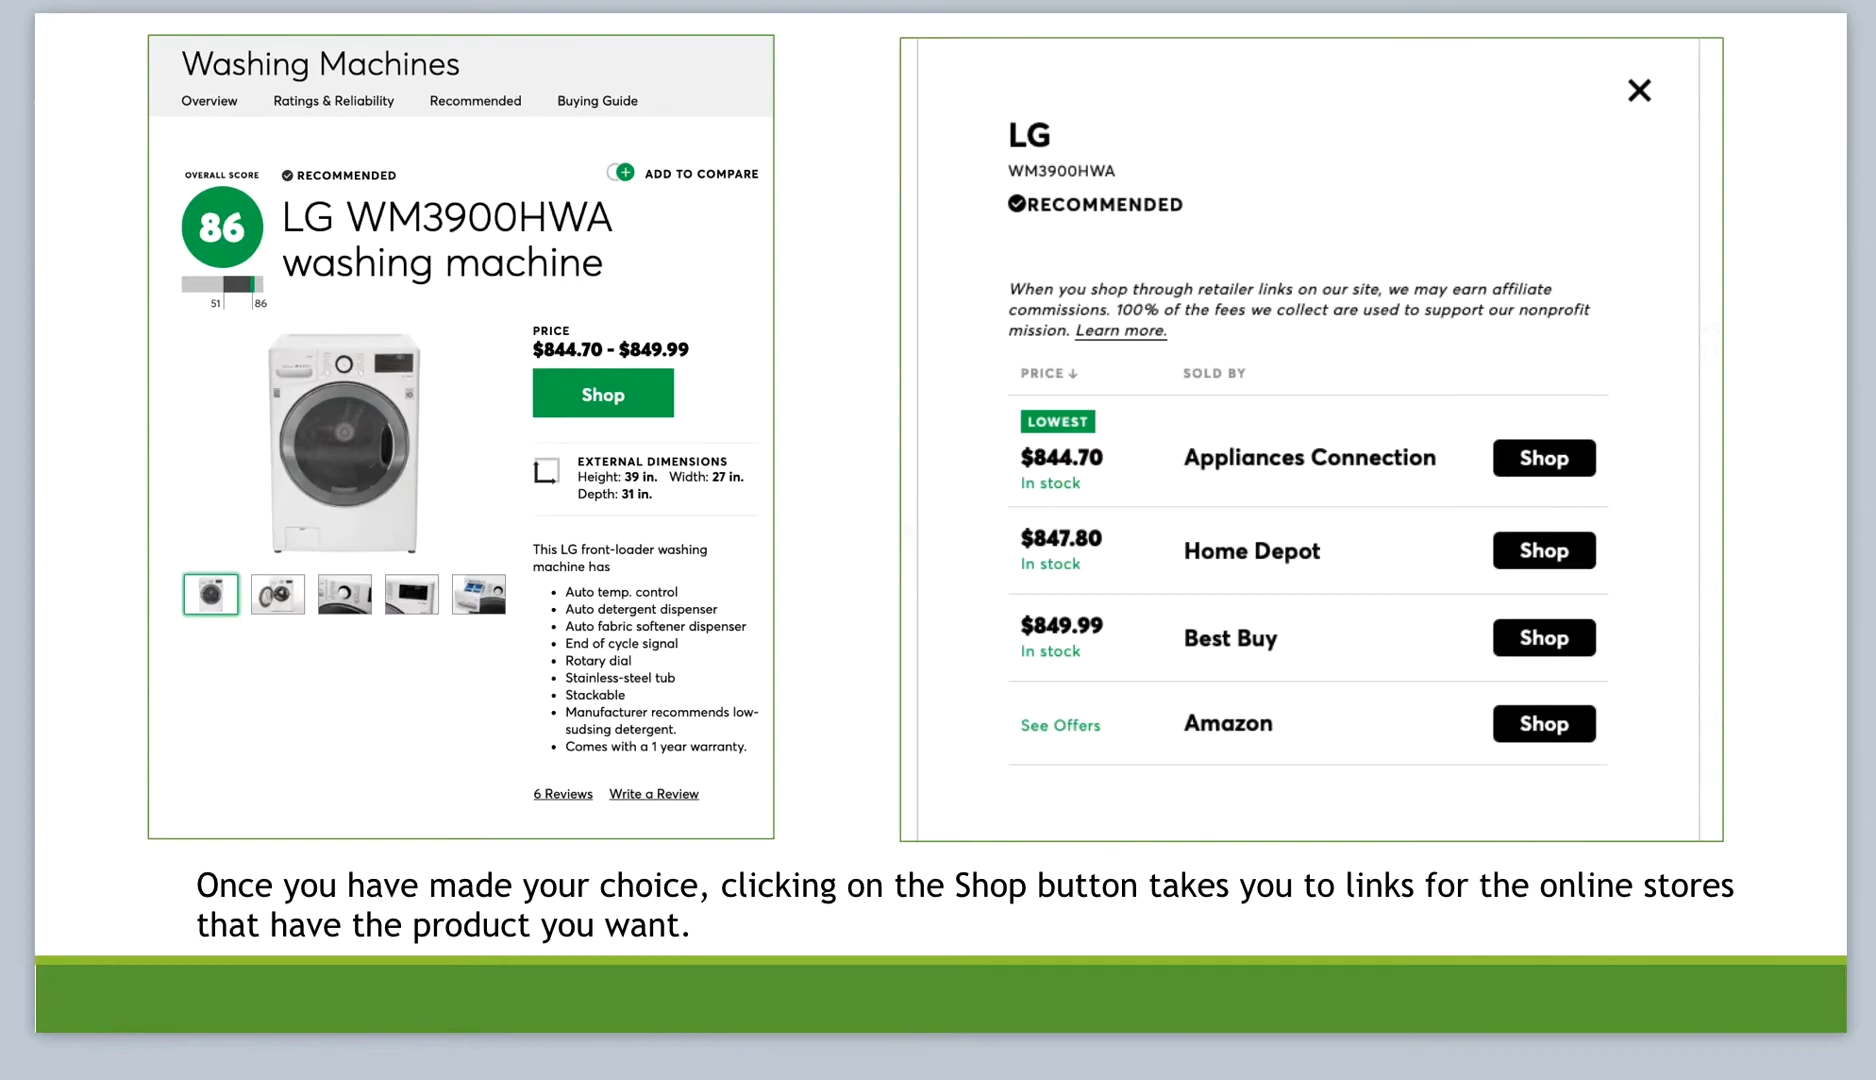 Washing Machines
Overview Ratings & Reliability Recommended Buying Guide
OVERALL SCORE
86
51 86
RECOMMENDED
ADD TO COMPARE
LG WM3900HWA
washing machine
PRICE
$844.70 - $849.99
Shop
EXTERNAL DIMENSIONS
Height: 39 in. Width: 27 in.
Depth: 31 in.
This LG front-loader washing
machine has
• Auto temp. control
• Auto detergent dispenser
• Auto fabric softener dispenser
• End of cycle signal
• Rotary dial
• Stainless-steel tub
• Stackable
• Manufacturer recommends low-
sudsing detergent.
• Comes with a 1 year warranty.
6 Reviews Write a Review
LG
WM3900HWA
RECOMMENDED
When you shop through retailer links on our site, we may earn affiliate
commissions. 100% of the fees we collect are used to support our nonprofit
mission. Learn more.
PRICE ↓ SOLD BY
LOWEST
$844.70 Appliances Connection Shop
In stock
$847.80 Home Depot Shop
In stock
$849.99 Best Buy Shop
In stock
See Offers Amazon Shop
Once you have made your choice, clicking on the Shop button takes you to links for the online stores
that have the product you want.